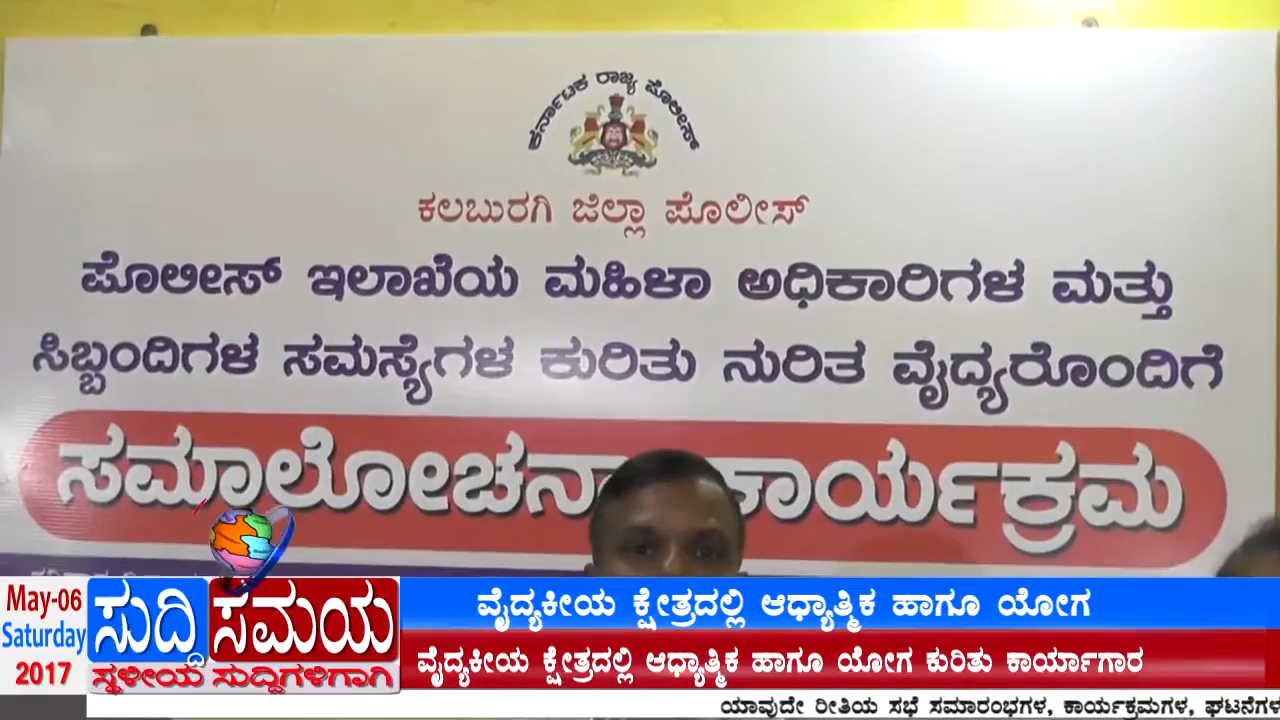 ಕರ್ನಾಟಕ ರಾಜ್ಯ ಪೊಲೀಸ್
ಕಲಬುರಗಿ ಜಿಲ್ಲಾ ಪೊಲೀಸ್
ಪೊಲೀಸ್ ಇಲಾಖೆಯ ಮಹಿಳಾ ಅಧಿಕಾರಿಗಳ ಮತ್ತು
ಸಿಬ್ಬಂದಿಗಳ ಸಮಸ್ಯೆಗಳ ಕುರಿತು ನುರಿತ ವೈದ್ಯರೊಂದಿಗೆ
ಸಮಾಲೋಚನಾ ಕಾರ್ಯಕ್ರಮ
May-06
Saturday
2017
ಸುದ್ದಿ ಸಮಯ
ಸ್ಥಳೀಯ ಸುದ್ದಿಗಳಿಗಾಗಿ
ವೈದ್ಯಕೀಯ ಕ್ಷೇತ್ರದಲ್ಲಿ ಆಧ್ಯಾತ್ಮಿಕ ಹಾಗೂ ಯೋಗ
ವೈದ್ಯಕೀಯ ಕ್ಷೇತ್ರದಲ್ಲಿ ಆಧ್ಯಾತ್ಮಿಕ ಹಾಗೂ ಯೋಗ ಕುರಿತು ಕಾರ್ಯಾಗಾರ
ಯಾವುದೇ ರೀತಿಯ ಸಭೆ ಸಮಾರಂಭಗಳ, ಕಾರ್ಯಕ್ರಮಗಳ, ಘಟನೆಗಳ